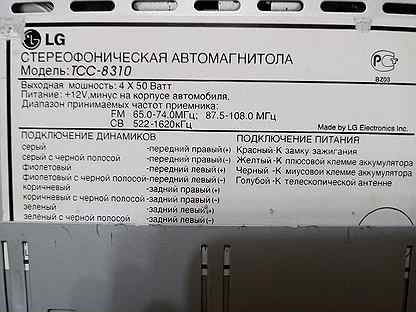 LG
СТЕРЕОФОНИЧЕСКАЯ АВТОМАГНИТОЛА
Модель: TCC-8310
Выходная мощность: 4 X 50 Ватт
Питание: +12V,минус на корпусе автомобиля.
Диапазон принимаемых частот приемника:
FM 65.0-74.0МГц; 87.5-108.0 МГц
СВ 522-1620кГц
BZ03
Made by LG Electronics Inc.
ПОДКЛЮЧЕНИЕ ДИНАМИКОВ
серый -передний правый(+)
серый с черной полосой -передний правый(-)
фиолетовый -передний левый(+)
фиолетовый с черной полосой-передний левый(-)
коричневый -задний правый(+)
коричневый с черной полосой -задний правый(-)
зеленый -задний левый(+)
зеленый с черной полосой -задний левый(-)
ПОДКЛЮЧЕНИЕ ПИТАНИЯ
Красный-К замку зажигания
Желтый -К плюсовой клемме аккумулятора
Черный -К миусовой клемме аккумулятора
Голубой -К телескопической антенне